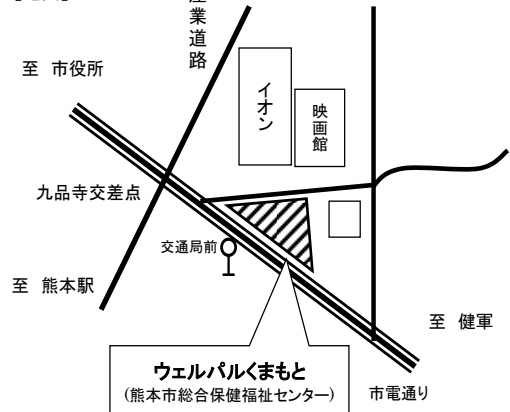 業道路
至 市役所
イオン
映画館
九品寺交差点
交通局前
至 熊本駅
至 健軍
ウェルパルくまもと
(熊本市総合保健福祉センター)
市電通り